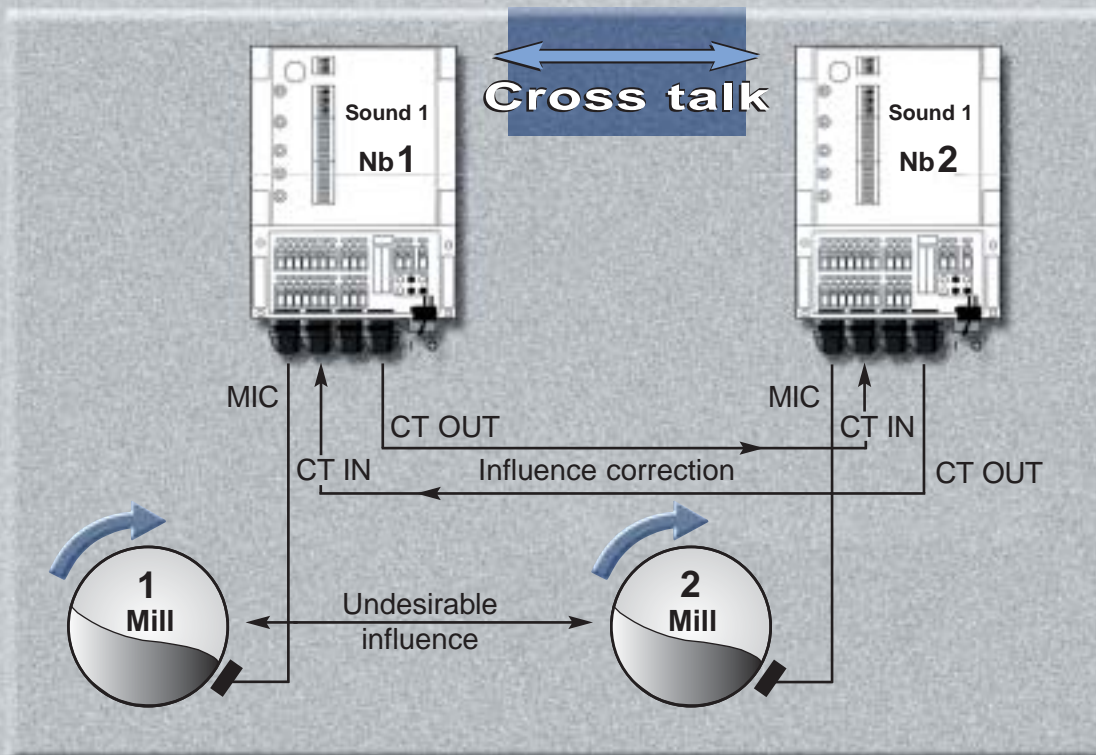 Cross talk
Sound 1
Nb1
Sound 1
Nb2
MIC
CT OUT
CT IN
MIC
CT IN
CT OUT
Influence correction
1
Mill
Undesirable
influence
2
Mill